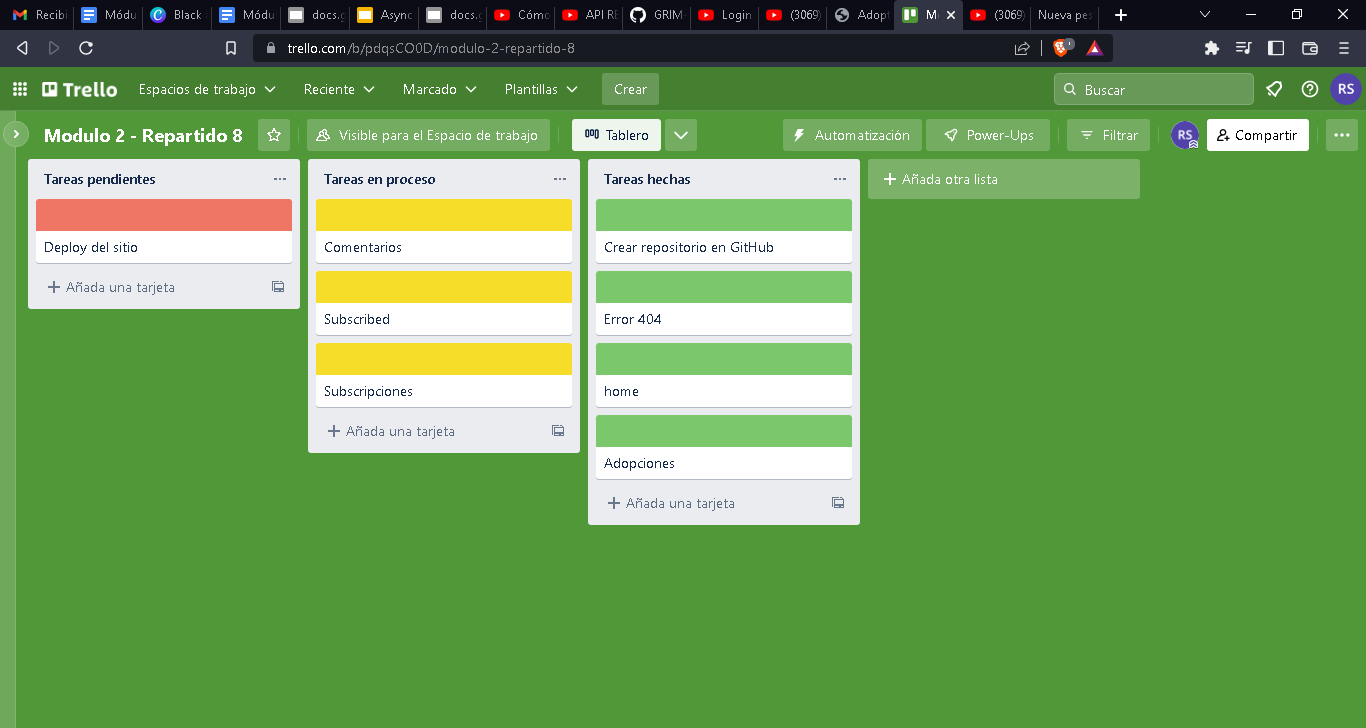 Recibi
Módu
Black
Módu
docs.g
Async
docs.g
Cómo
API RE
GRIM-
Login
(3069)
Adopt
M
(3069)
Nueva pes
trello.com/b/pdqsCO0D/modulo-2-repartido-8
Trello
Espacios de trabajo
Reciente
Marcado
Plantillas
Crear
Buscar
RS
Modulo 2 - Repartido 8
Visible para el Espacio de trabajo
Tablero
Automatización
Power-Ups
Filtrar
RS
Compartir
Tareas pendientes
Deploy del sitio
Añada una tarjeta
Tareas en proceso
Comentarios
Subscribed
Subscripciones
Añada una tarjeta
Tareas hechas
Crear repositorio en GitHub
Error 404
home
Adopciones
Añada una tarjeta
Añada otra lista